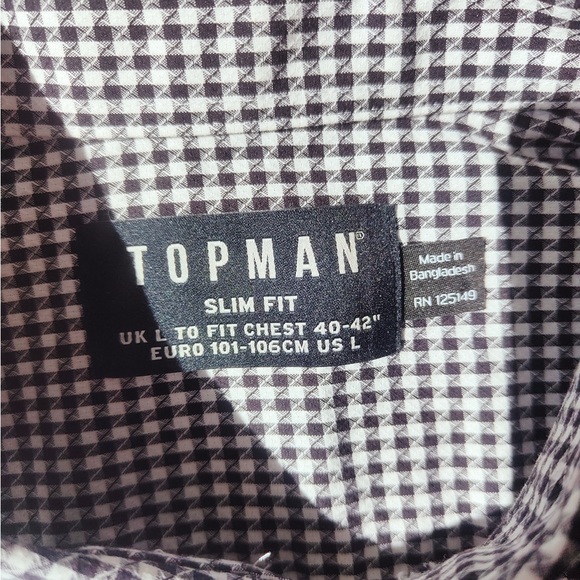 TOPMAN®
SLIM FIT
UK L TO FIT CHEST 40-42"
EURO 101-106CM US L
Made in
Bangladesh
RN 125149